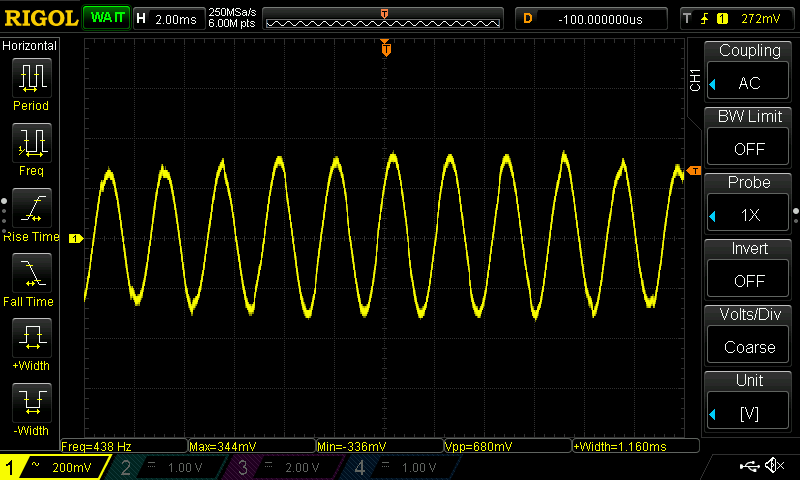 RIGOL WAIT H 2.00ms 250MSa/s 6.00M pts T D -100.000000us T 1 272mV
Horizontal
Period
Freq
Rise Time
Fall Time
+Width
-Width
T
1
T
CH1
Coupling
AC
BW Limit
OFF
Probe
1X
Invert
OFF
Volts/Div
Coarse
Unit
[V]
Freq=438 Hz Max=344mV Min=-336mV Vpp=680mV +Width=1.160ms
1 ~ 200mV 2 1.00 V 3 2.00 V 4 1.00 V